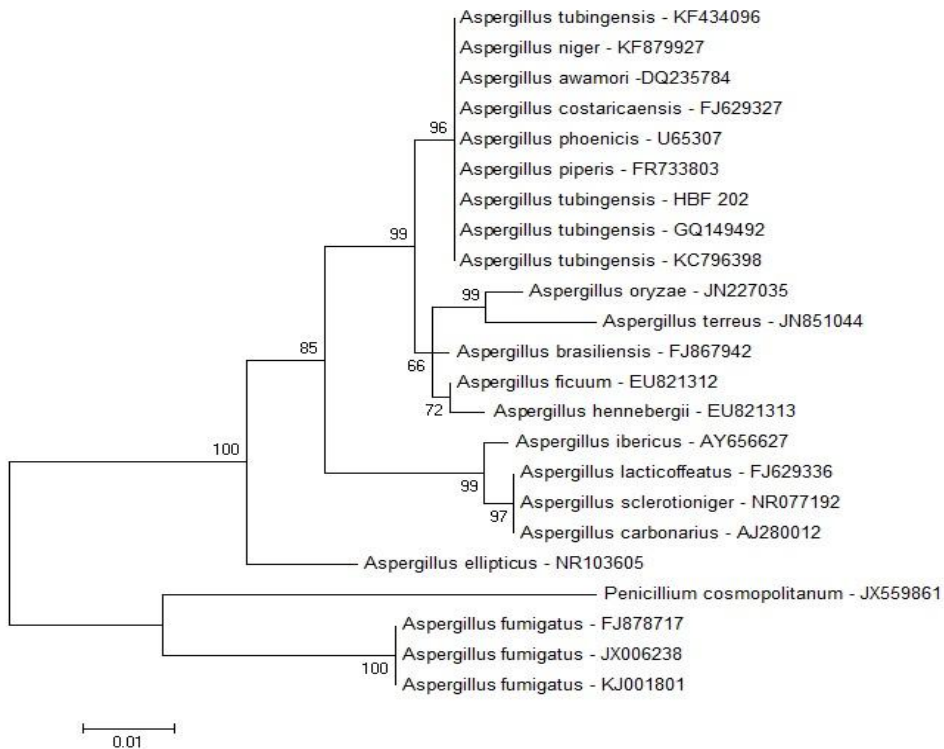 Aspergillus tubingensis - KF434096
Aspergillus niger - KF879927
Aspergillus awamori -DQ235784
Aspergillus costaricaensis - FJ629327
Aspergillus phoenicis - U65307
96
Aspergillus piperis - FR733803
Aspergillus tubingensis - HBF 202
Aspergillus tubingensis - GQ149492
99
Aspergillus tubingensis - KC796398
Aspergillus oryzae - JN227035
99
Aspergillus terreus - JN851044
85
Aspergillus brasiliensis - FJ867942
66
Aspergillus ficuum - EU821312
72
Aspergillus hennebergii - EU821313
Aspergillus ibericus - AY656627
100
Aspergillus lacticoffeatus - FJ629336
99
Aspergillus sclerotioniger - NR077192
97
Aspergillus carbonarius - AJ280012
Aspergillus ellipticus - NR103605
Penicillium cosmopolitanum - JX559861
Aspergillus fumigatus - FJ878717
Aspergillus fumigatus - JX006238
100
Aspergillus fumigatus - KJ001801
0.01